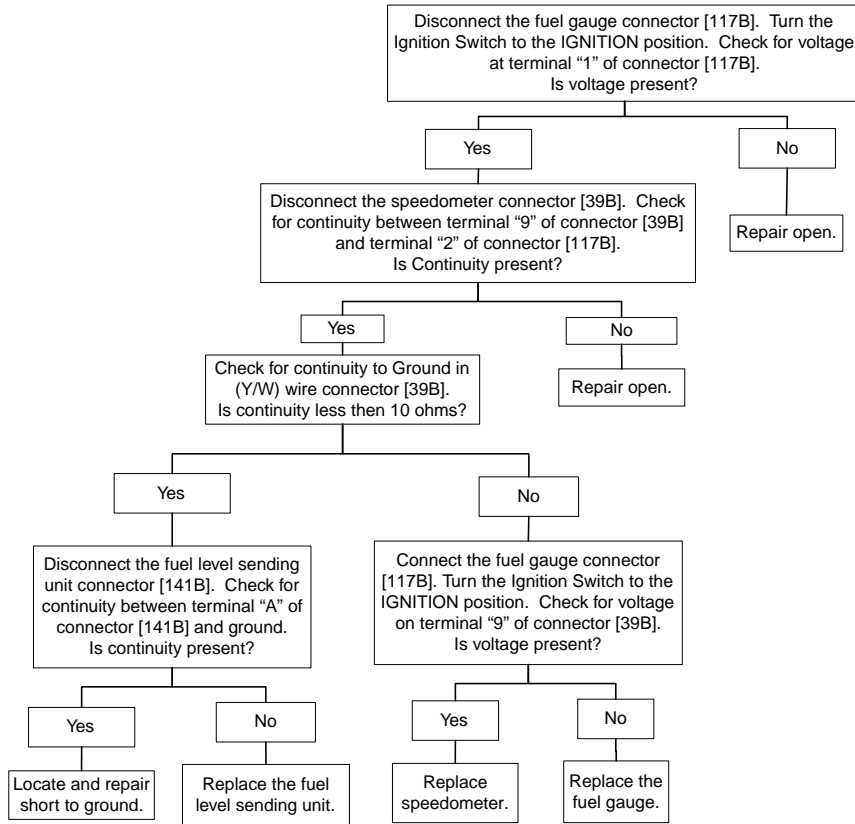 Disconnect the fuel gauge connector [117B].  Turn the
Ignition Switch to the IGNITION position.  Check for voltage
at terminal “1” of connector [117B].
Is voltage present?
Yes
No
Disconnect the speedometer connector [39B].  Check
for continuity between terminal “9” of connector [39B]
and terminal “2” of connector [117B].
Is Continuity present?
Repair open.
Yes
No
Check for continuity to Ground in
(Y/W) wire connector [39B].
Is continuity less then 10 ohms?
Repair open.
Yes
No
Disconnect the fuel level sending
unit connector [141B].  Check for
continuity between terminal “A” of
connector [141B] and ground.
Is continuity present?
Connect the fuel gauge connector
[117B]. Turn the Ignition Switch to the
IGNITION position.  Check for voltage
on terminal “9” of connector [39B].
Is voltage present?
Yes
No
Yes
No
Locate and repair
short to ground.
Replace the fuel
level sending unit.
Replace
speedometer.
Replace the
fuel gauge.